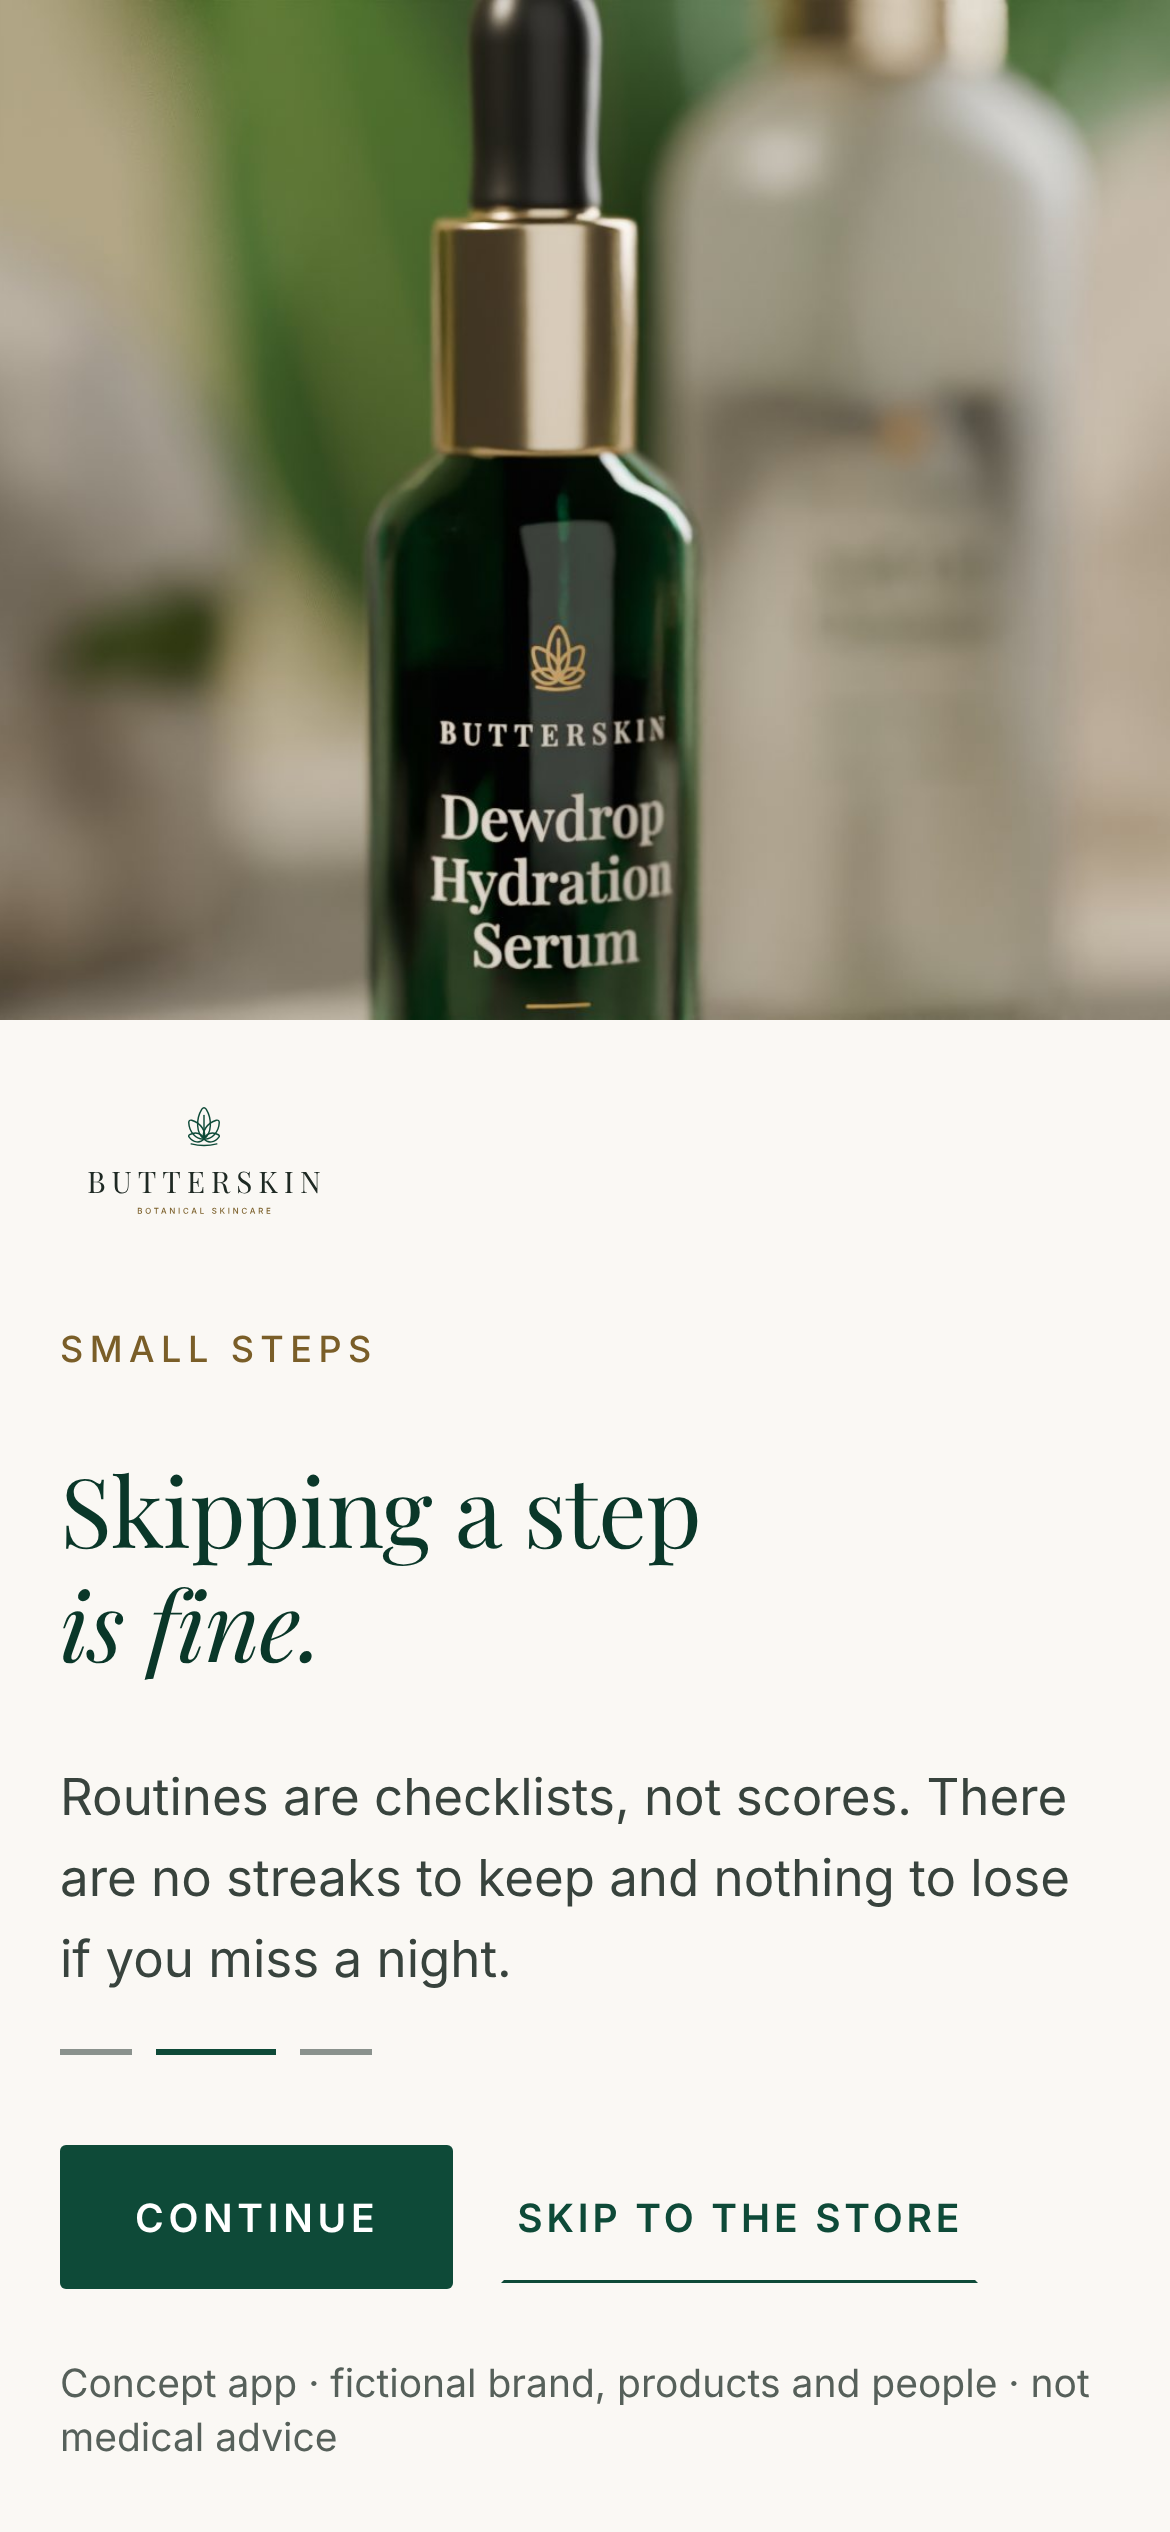 BUTTERSKIN
Dewdrop
Hydration
Serum
BUTTERSKIN
BOTANICAL SKINCARE
SMALL STEPS
Skipping a step
is fine.
Routines are checklists, not scores. There
are no streaks to keep and nothing to lose
if you miss a night.
CONTINUE
SKIP TO THE STORE
Concept app · fictional brand, products and people · not
medical advice